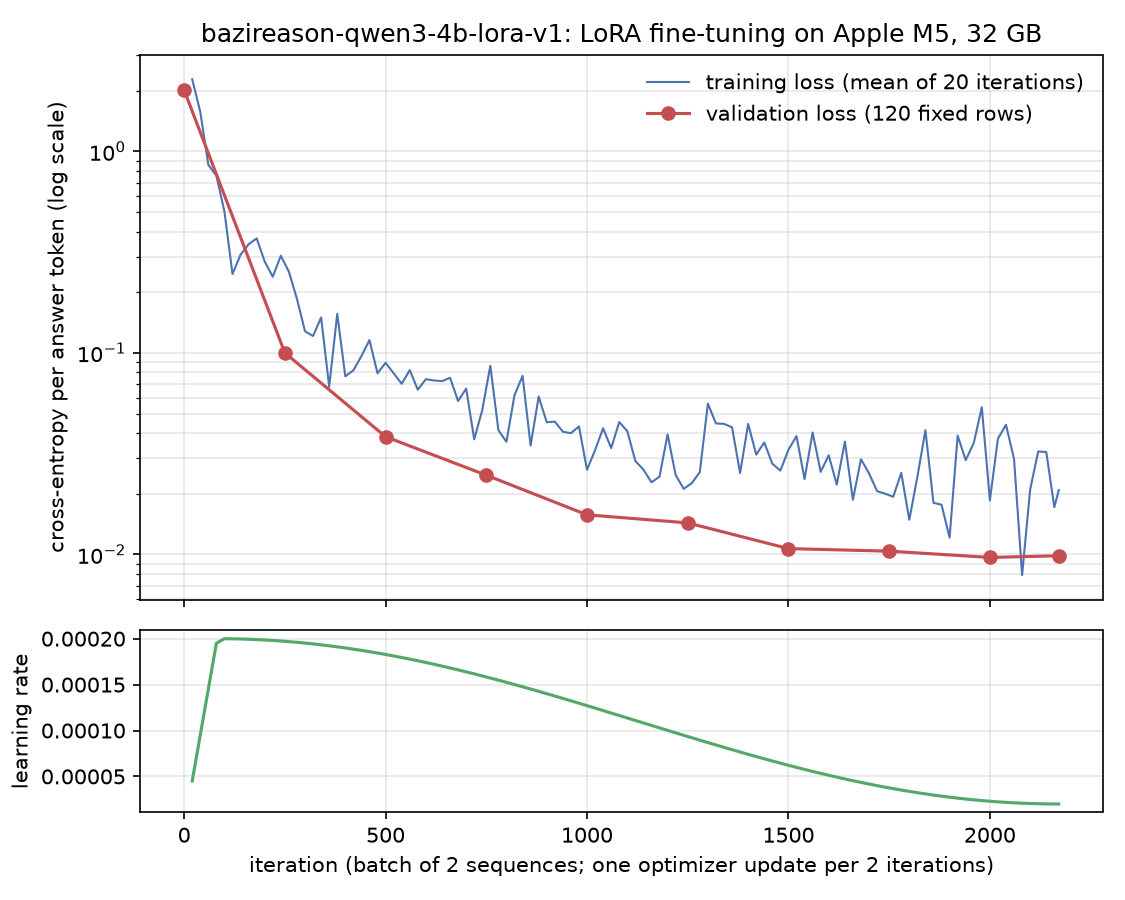 bazireason-qwen3-4b-lora-v1: LoRA fine-tuning on Apple M5, 32 GB
training loss (mean of 20 iterations)
validation loss (120 fixed rows)
cross-entropy per answer token (log scale)
10⁰
10⁻¹
10⁻²
learning rate
0.00020
0.00015
0.00010
0.00005
0 500 1000 1500 2000
iteration (batch of 2 sequences; one optimizer update per 2 iterations)